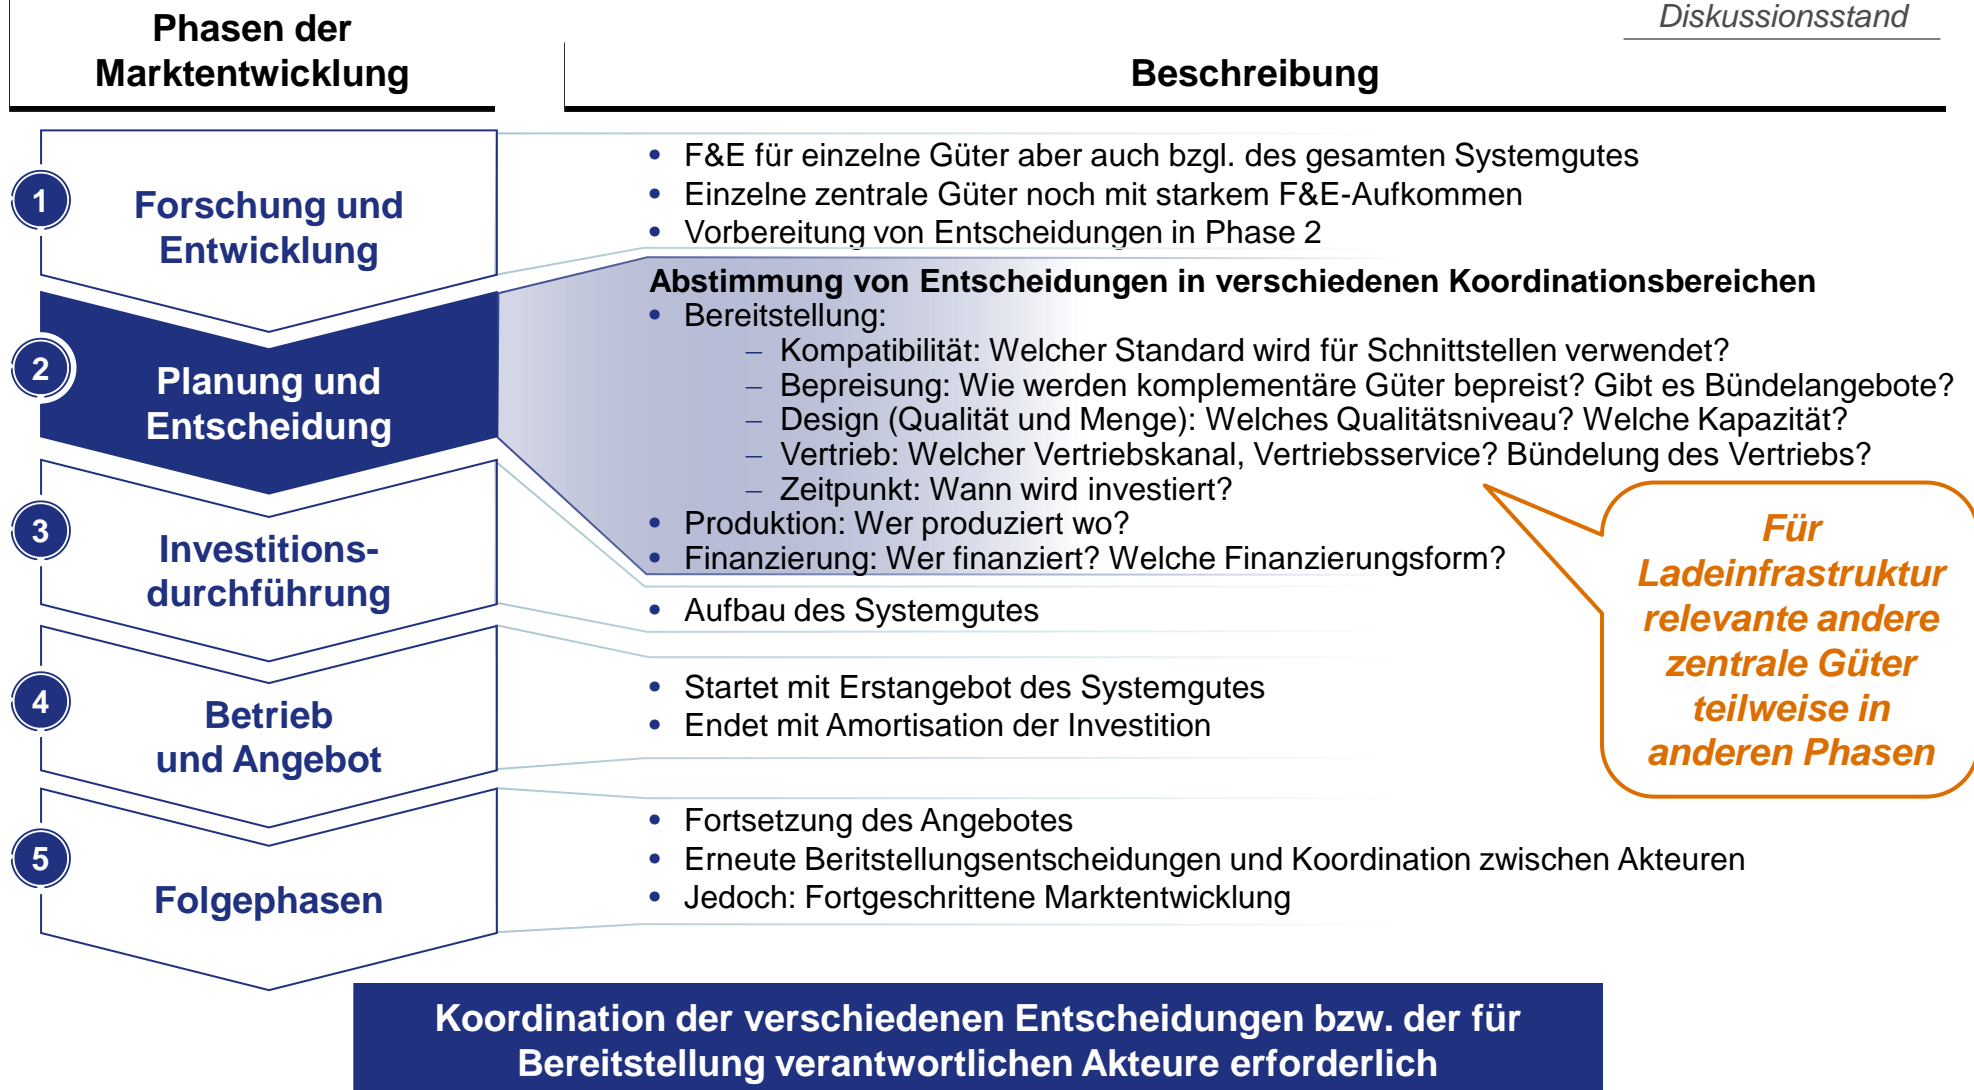 Diskussionsstand
Phasen der
Marktentwicklung
Beschreibung
1
Forschung und
Entwicklung
• F&E für einzelne Güter aber auch bzgl. des gesamten Systemgutes
• Einzelne zentrale Güter noch mit starkem F&E-Aufkommen
• Vorbereitung von Entscheidungen in Phase 2
2
Planung und
Entscheidung
Abstimmung von Entscheidungen in verschiedenen Koordinationsbereichen
• Bereitstellung:
– Kompatibilität: Welcher Standard wird für Schnittstellen verwendet?
– Bepreisung: Wie werden komplementäre Güter bepreist? Gibt es Bündelangebote?
– Design (Qualität und Menge): Welches Qualitätsniveau? Welche Kapazität?
– Vertrieb: Welcher Vertriebskanal, Vertriebsservice? Bündelung des Vertriebs?
– Zeitpunkt: Wann wird investiert?
• Produktion: Wer produziert wo?
• Finanzierung: Wer finanziert? Welche Finanzierungsform?
Für
Ladeinfrastruktur
relevante andere
zentrale Güter
teilweise in
anderen Phasen
3
Investitions-
durchführung
• Aufbau des Systemgutes
4
Betrieb
und Angebot
• Startet mit Erstangebot des Systemgutes
• Endet mit Amortisation der Investition
5
Folgephasen
• Fortsetzung des Angebotes
• Erneute Beritstellungsentscheidungen und Koordination zwischen Akteuren
• Jedoch: Fortgeschrittene Marktentwicklung
Koordination der verschiedenen Entscheidungen bzw. der für
Bereitstellung verantwortlichen Akteure erforderlich